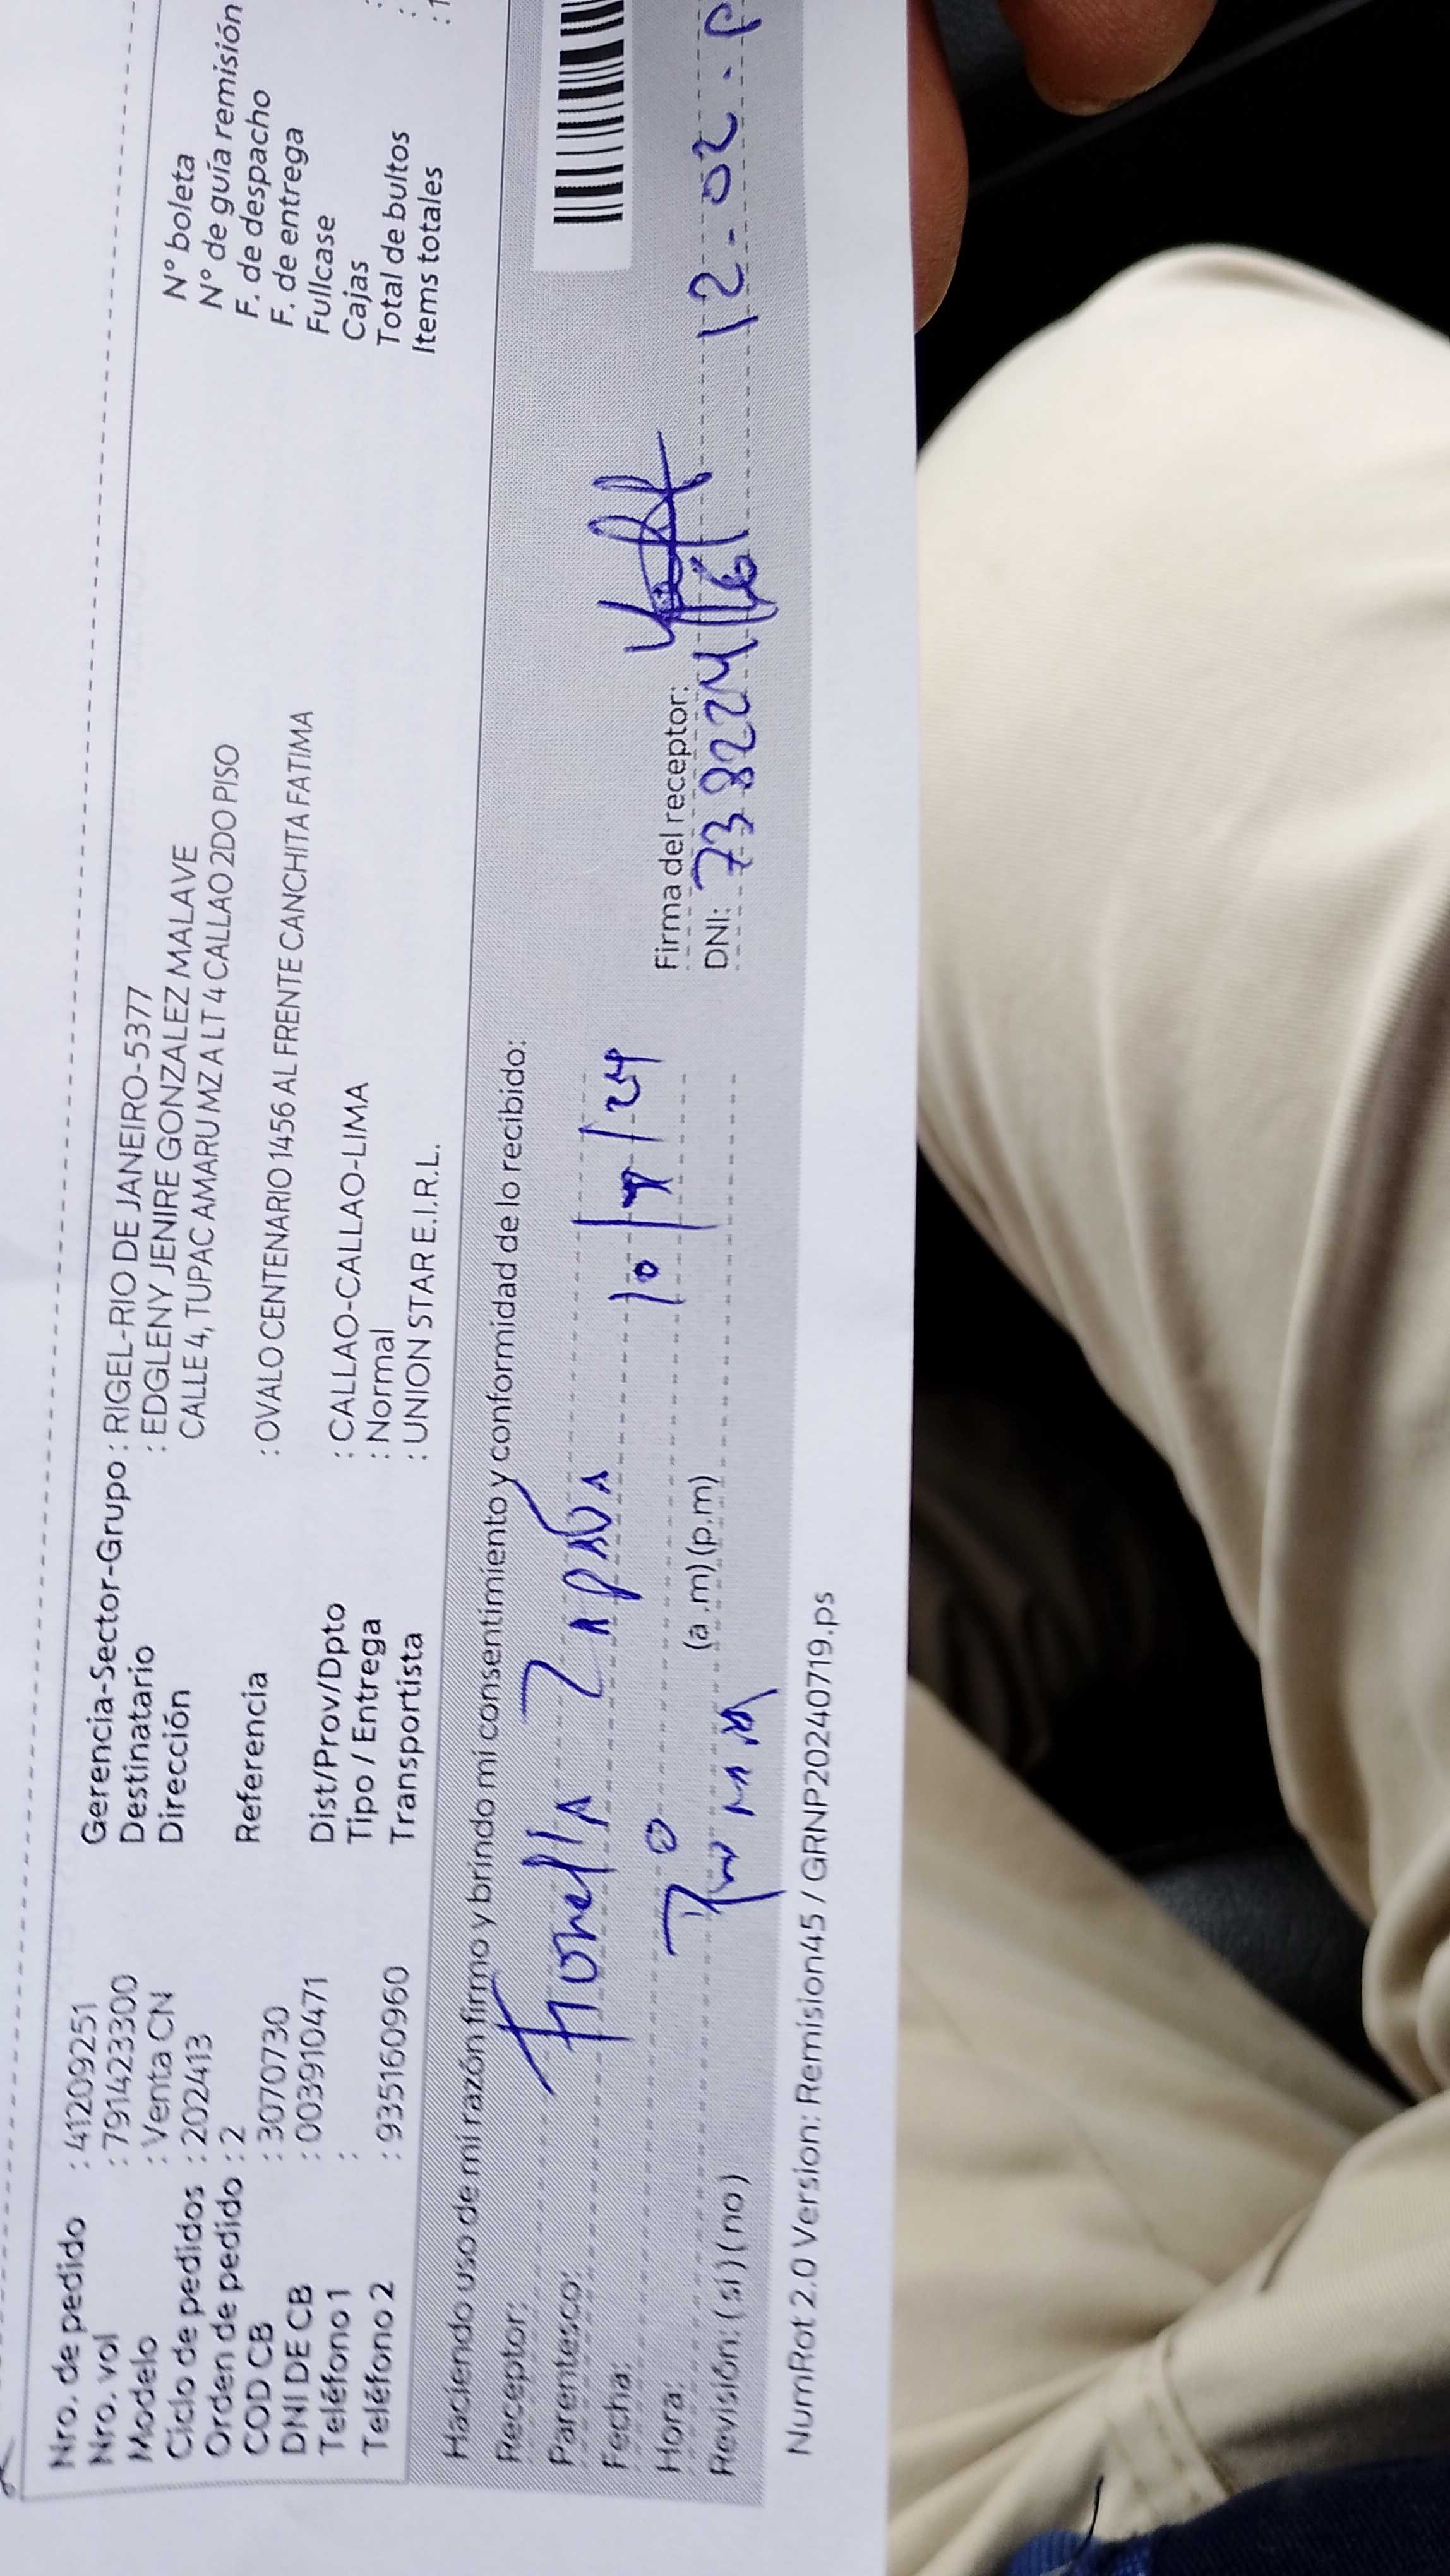 Nro. de pedido : 41209251 Gerencia-Sector-Grupo : RIGEL-RIO DE JANEIRO-5377 N° boleta
Nro. vol : 791423300 Destinatario : EDGLENY JENIRE GONZALEZ MALAVE N° de guía remisión
Modelo : Venta CN Dirección CALLE 4, TUPAC AMARU MZ A LT 4 CALLAO 2DO PISO F. de despacho
Ciclo de pedidos : 202413 F. de entrega
Orden de pedido : 2 Referencia : OVALO CENTENARIO 1456 AL FRENTE CANCHITA FATIMA Fullcase
COD CB : 3070730 Cajas :
DNI DE CB : 003910471 Dist/Prov/Dpto : CALLAO-CALLAO-LIMA Total de bultos :
Teléfono 1 : Tipo / Entrega : Normal Items totales : 1
Teléfono 2 : 935160960 Transportista : UNION STAR E.I.R.L.
Haciendo uso de mi razón firmo y brindo mi consentimiento y conformidad de lo recibido:
Receptor: Fiorella
Parentesco:
Fecha: Firma del receptor:
Hora: (a .m) (p.m) DNI: 12-02.p
Revisión: (si) (no)
NumRot 2.0 Version: Remision45 / GRNP20240719.ps